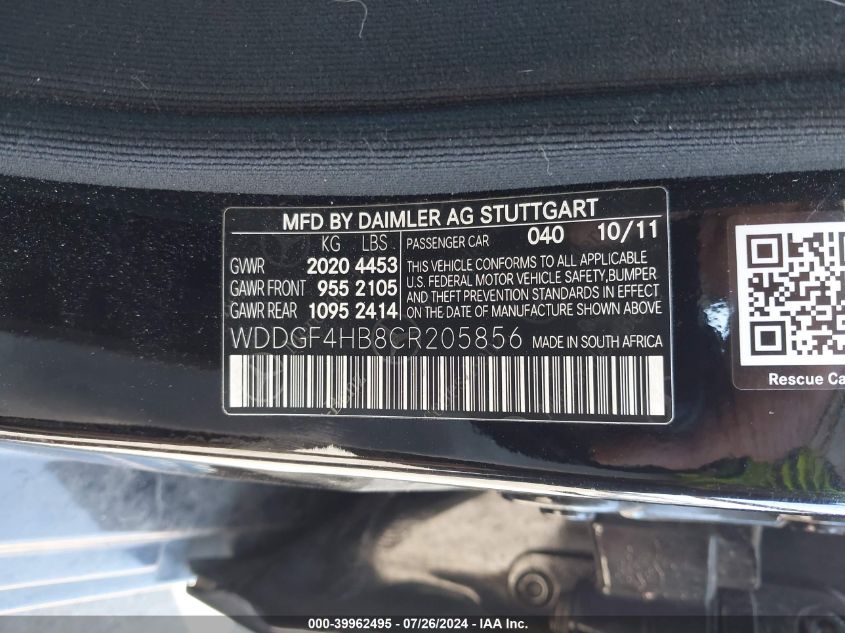 MFD BY DAIMLER AG STUTTGART
KG LBS PASSENGER CAR 040 10/11
GVWR 2020 4453
GAWR FRONT 955 2105
GAWR REAR 1095 2414
THIS VEHICLE CONFORMS TO ALL APPLICABLE
U.S. FEDERAL MOTOR VEHICLE SAFETY,BUMPER
AND THEFT PREVENTION STANDARDS IN EFFECT
ON THE DATE OF MANUFACTURE SHOWN ABOVE
WDDGF4HB8CR205856 MADE IN SOUTH AFRICA
Rescue Ca
000-39962495 - 07/26/2024 - IAA Inc.